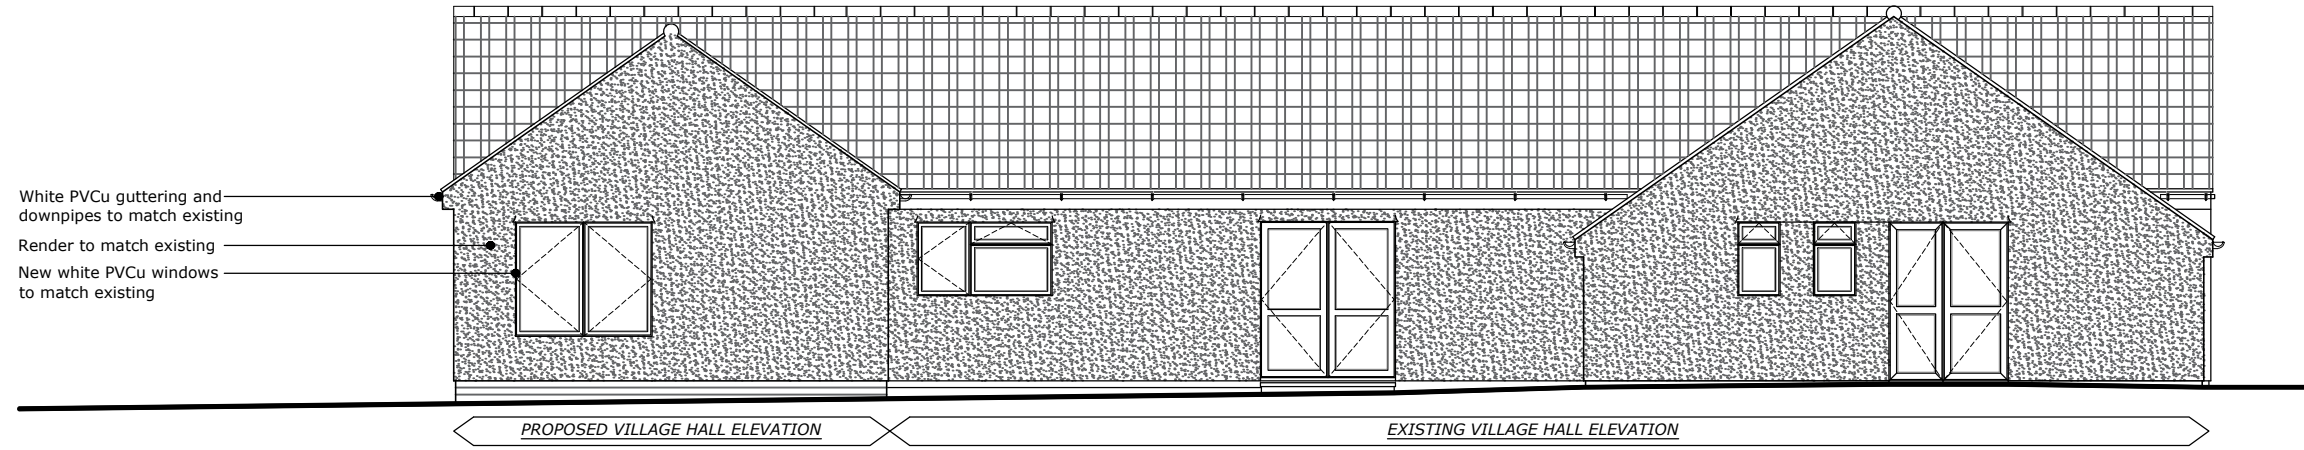 White PVCu guttering and
downpipes to match existing
Render to match existing
New white PVCu windows
to match existing
PROPOSED VILLAGE HALL ELEVATION
EXISTING VILLAGE HALL ELEVATION